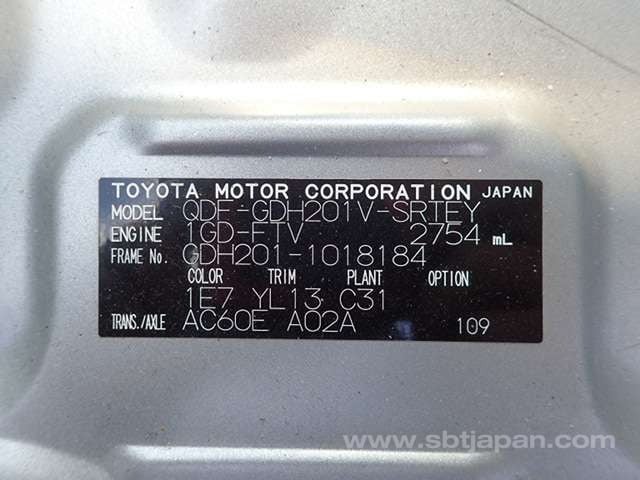 TOYOTA MOTOR CORPORATION JAPAN
MODEL QDF-GDH201V-SRTEY
ENGINE 1GD-FTV 2754 mL
FRAME No. GDH201-1018184
COLOR TRIM PLANT OPTION
1E7 YL13 C31
TRANS./AXLE AC60E A02A 109
www.sbtjapan.com